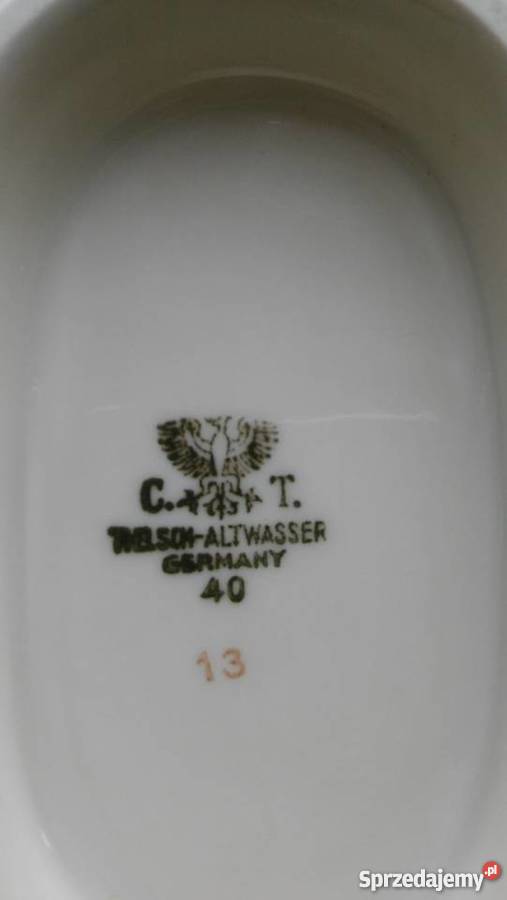 C. T.
TIELSCH-ALTWASSER
GERMANY
40
13
Sprzedajemy.pl